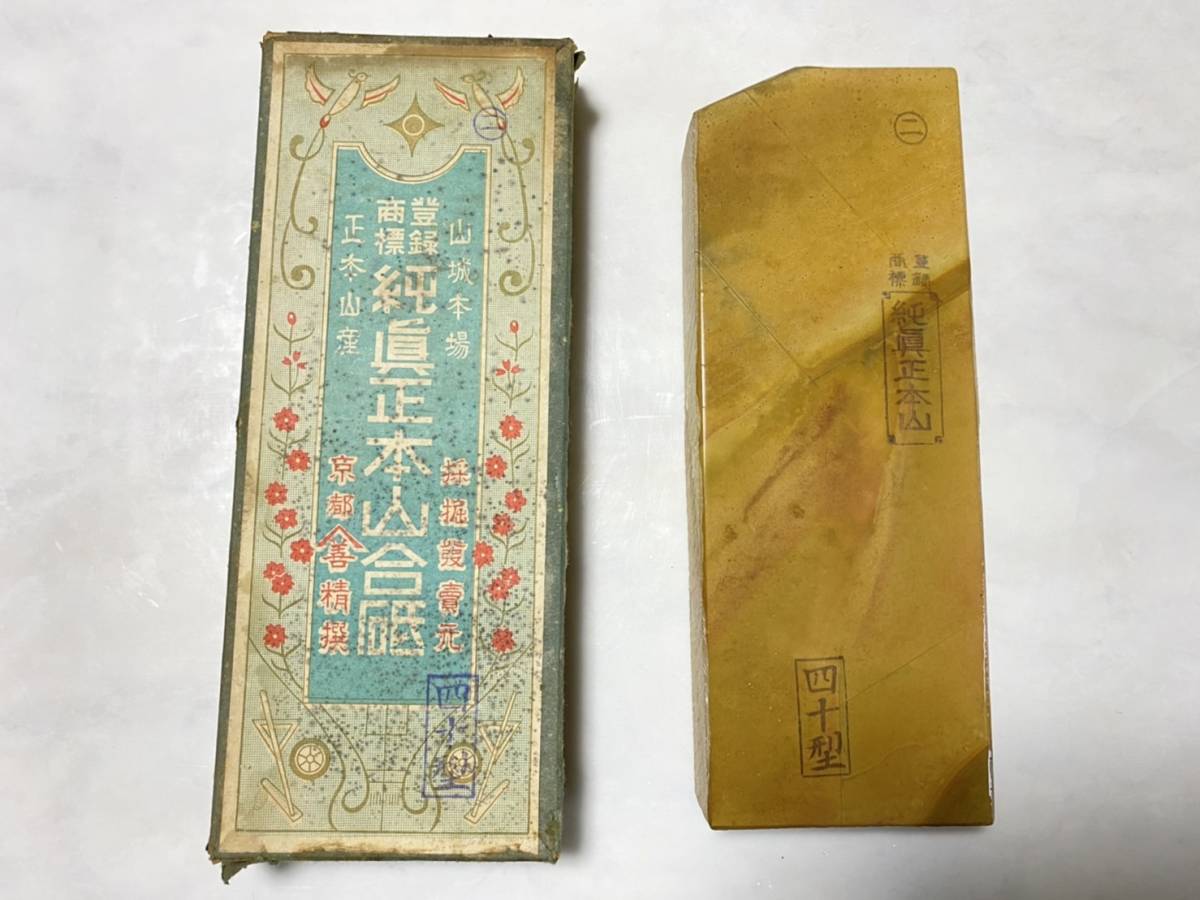 ㊁
登録
商標
山城本場
純眞正本山合砥
正本山産
採掘發賣元
京都善精撰
四十型
㊁
登録
商標
純眞正本山
四十型